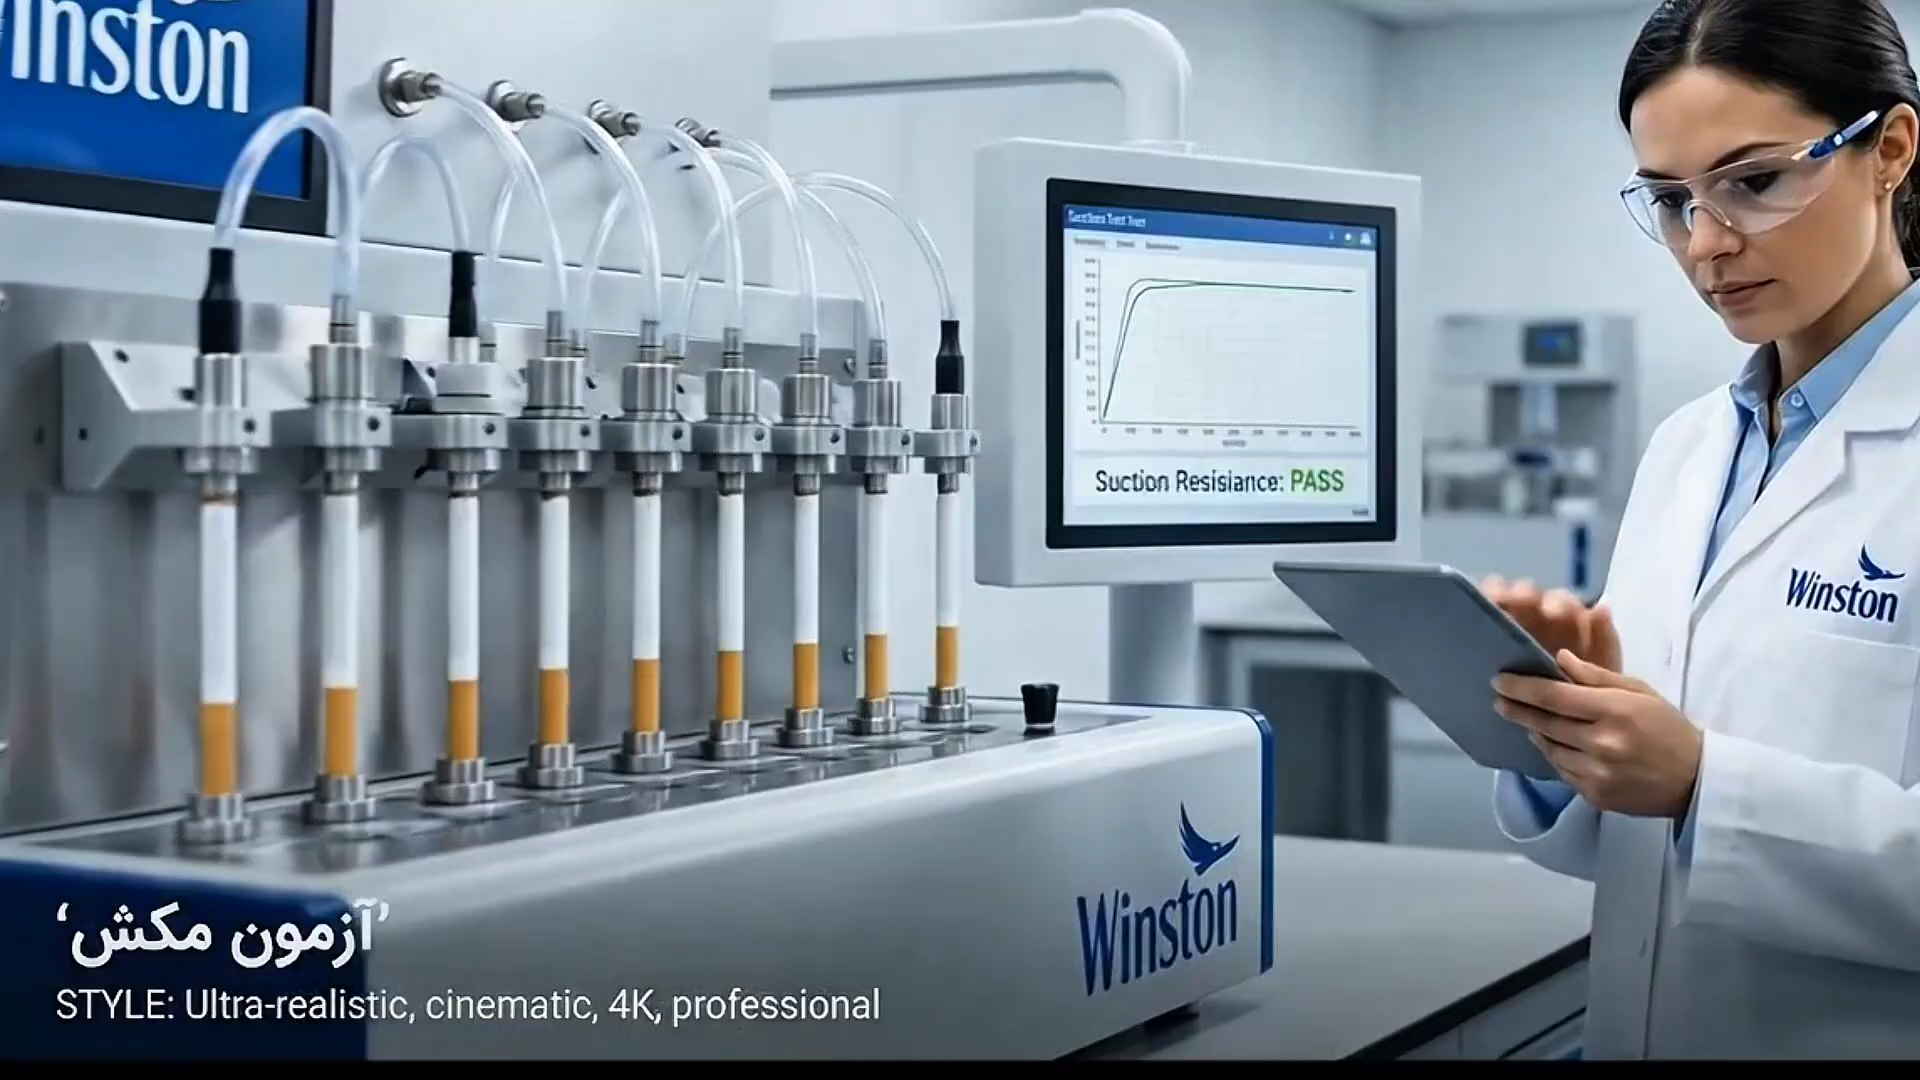 Winston
Suction Resisiance: PASS
Winston
Winston
‘آزمون مکش’
STYLE: Ultra-realistic, cinematic, 4K, professional